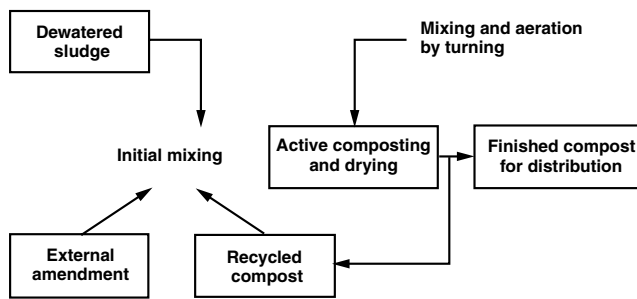 Dewatered
sludge
Mixing and aeration
by turning
Initial mixing
Active composting
and drying
Finished compost
for distribution
External
amendment
Recycled
compost